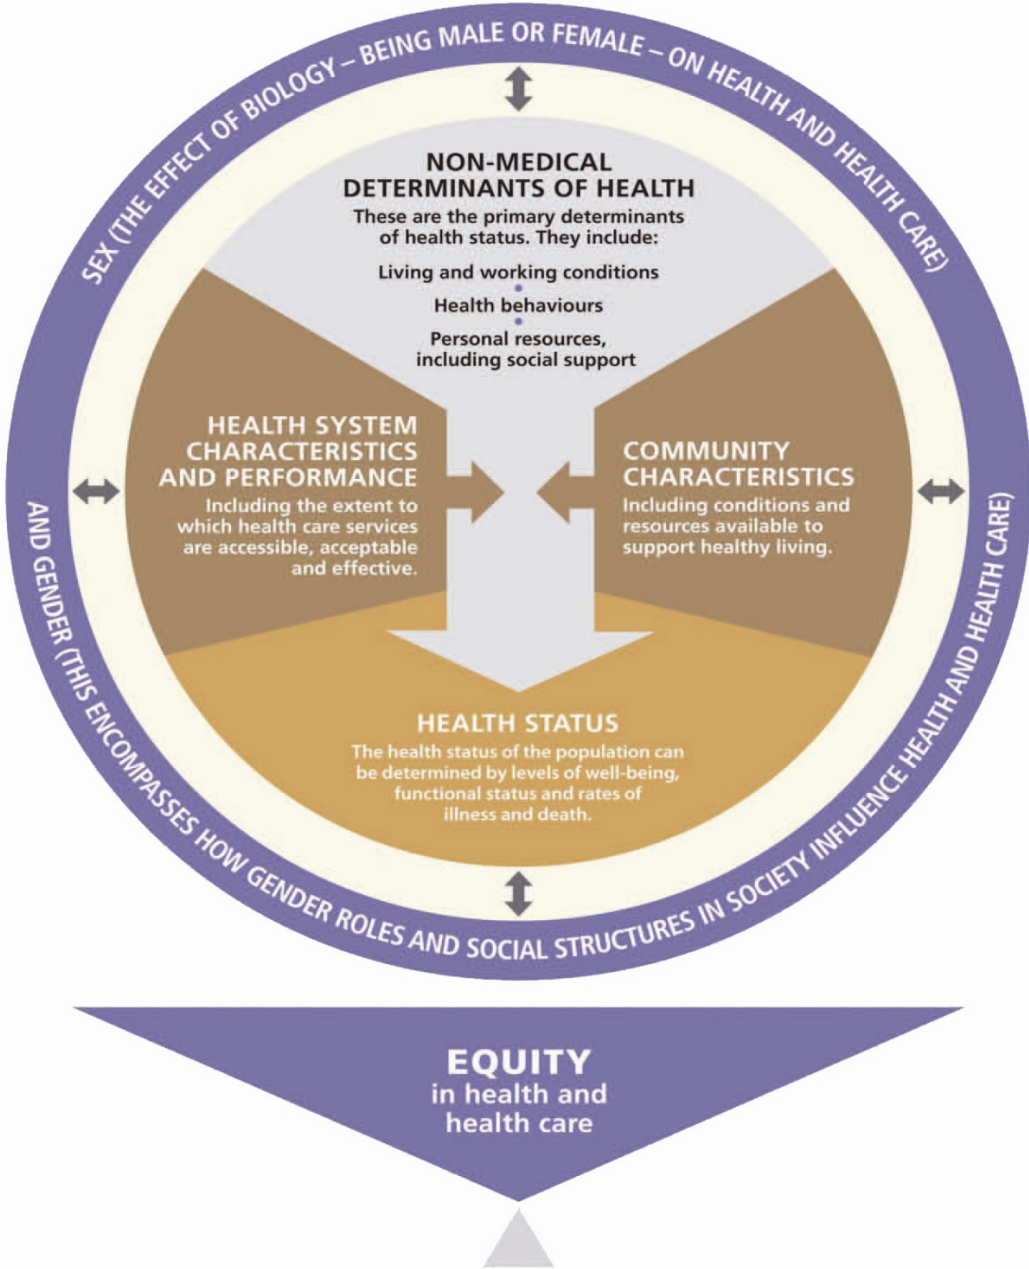 SEX (THE EFFECT OF BIOLOGY – BEING MALE OR FEMALE – ON HEALTH AND HEALTH CARE)
AND GENDER (THIS ENCOMPASSES HOW GENDER ROLES AND SOCIAL STRUCTURES IN SOCIETY INFLUENCE HEALTH AND HEALTH CARE)
NON-MEDICAL
DETERMINANTS OF HEALTH
These are the primary determinants
of health status. They include:
Living and working conditions
•
Health behaviours
•
Personal resources,
including social support
HEALTH SYSTEM
CHARACTERISTICS
AND PERFORMANCE
Including the extent to
which health care services
are accessible, acceptable
and effective.
COMMUNITY
CHARACTERISTICS
Including conditions and
resources available to
support healthy living.
HEALTH STATUS
The health status of the population can
be determined by levels of well-being,
functional status and rates of
illness and death.
EQUITY
in health and
health care